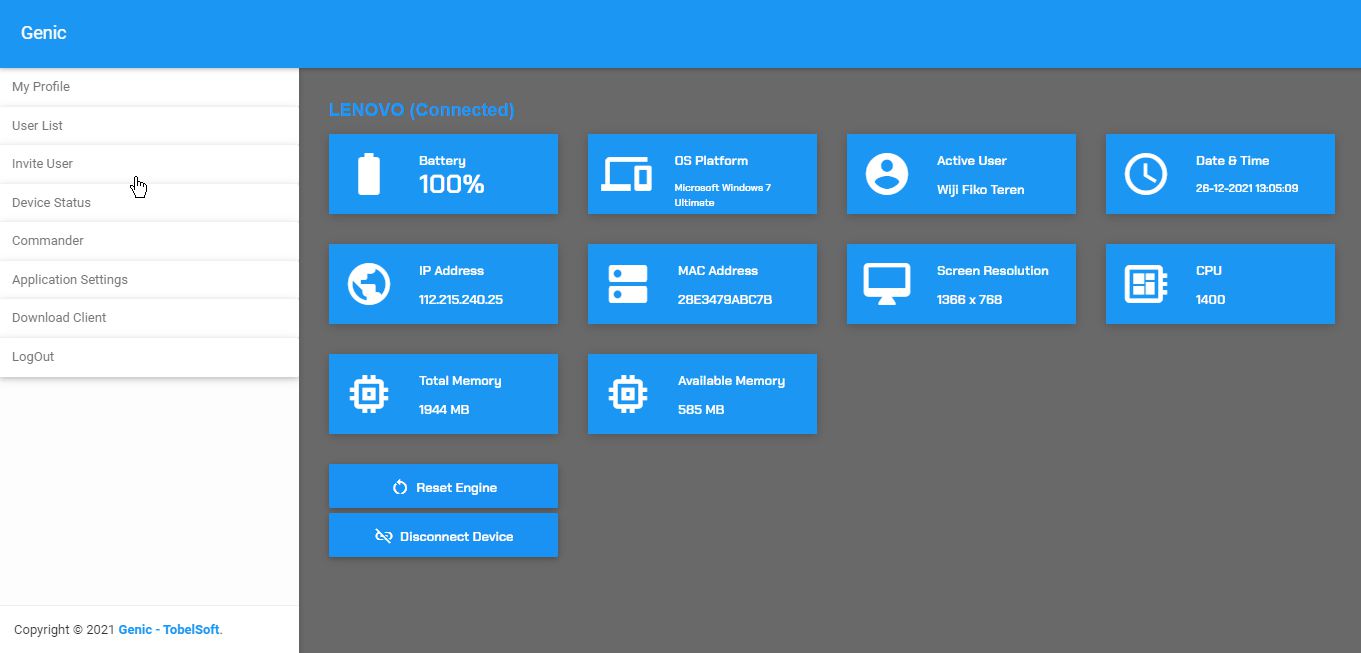 Genic
My Profile
User List
Invite User
Device Status
Commander
Application Settings
Download Client
LogOut
Copyright © 2021 Genic - TobelSoft.
LENOVO (Connected)
Battery
100%
OS Platform
Microsoft Windows 7
Ultimate
Active User
Wiji Fiko Teren
Date & Time
26-12-2021 13:05:09
IP Address
112.215.240.25
MAC Address
28E3479ABC7B
Screen Resolution
1366 x 768
CPU
1400
Total Memory
1944 MB
Available Memory
585 MB
Reset Engine
Disconnect Device